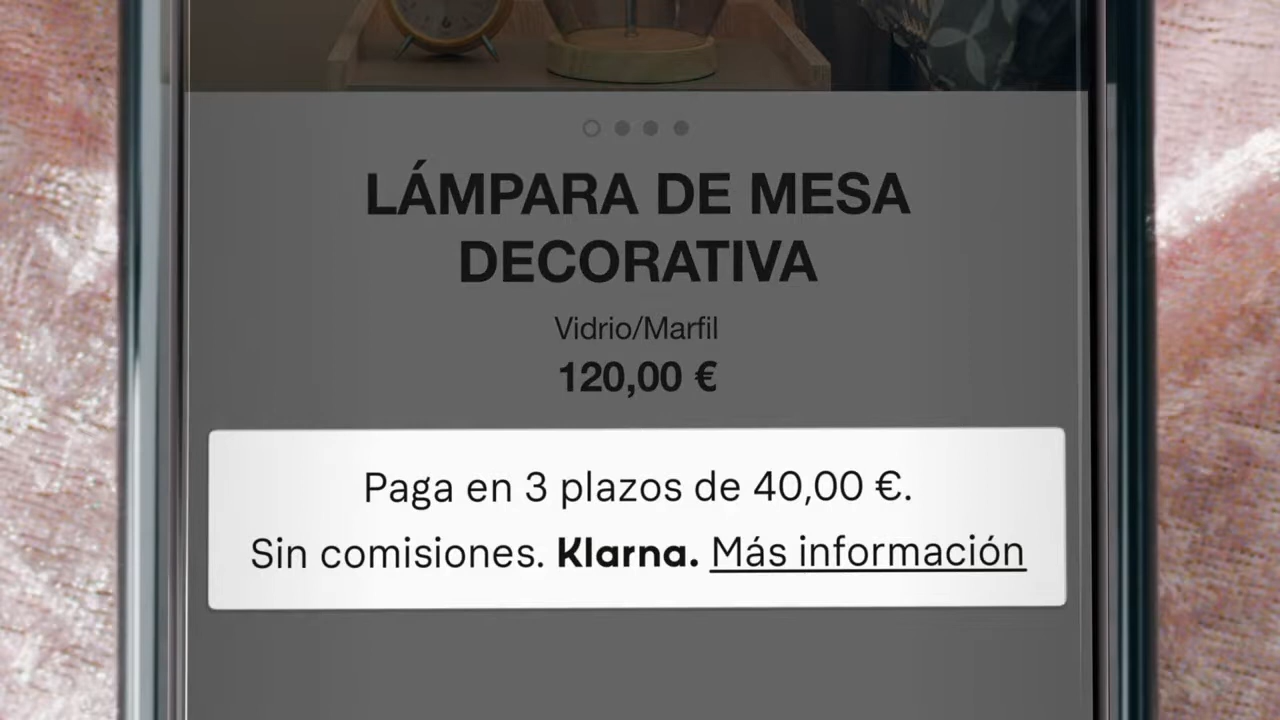 LÁMPARA DE MESA
DECORATIVA
Vidrio/Marfil
120,00 €
Paga en 3 plazos de 40,00 €.
Sin comisiones. Klarna. Más información